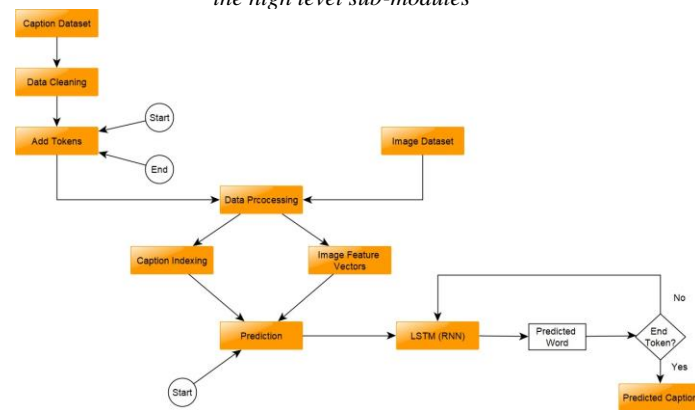 the high level sub-modules
Caption Dataset
Data Cleaning
Start
Add Tokens
Image Dataset
End
Data Prcocessing
Caption Indexing
Image Feature
Vectors
No
Prediction
LSTM (RNN)
Predicted
Word
End
Token?
Yes
Start
Predicted Caption